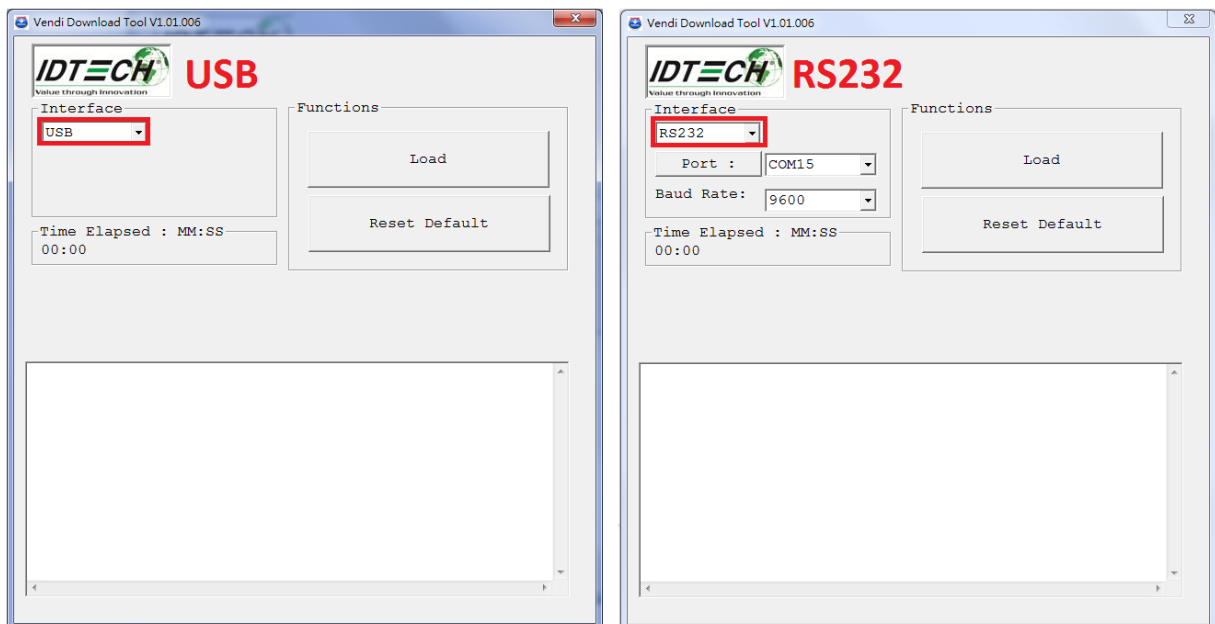 Vendi Download Tool V1.01.006
IDTECH
Value through Innovation
USB
Interface
USB
Functions
Load
Reset Default
Time Elapsed : MM:SS
00:00
Vendi Download Tool V1.01.006
IDTECH
Value through Innovation
RS232
Interface
RS232
Port :
COM15
Baud Rate:
9600
Functions
Load
Reset Default
Time Elapsed : MM:SS
00:00